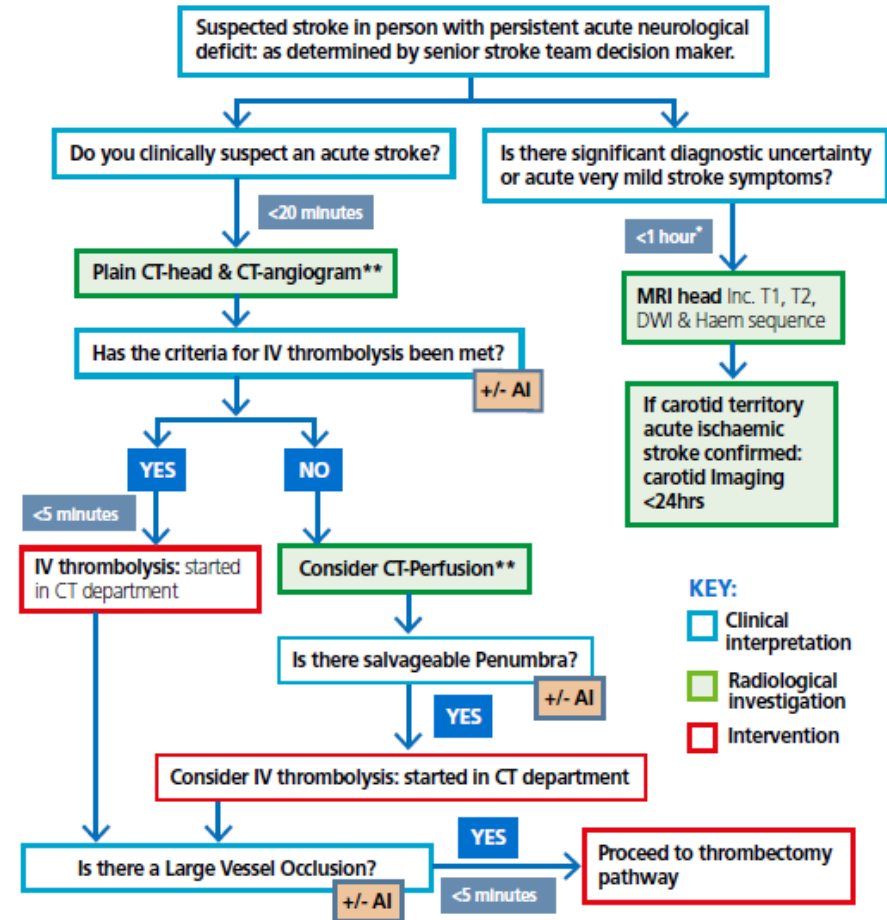 Suspected stroke in person with persistent acute neurological
deficit: as determined by senior stroke team decision maker.
Do you clinically suspect an acute stroke?
Is there significant diagnostic uncertainty
or acute very mild stroke symptoms?
<20 minutes
<1 hour*
Plain CT-head & CT-angiogram**
MRI head Inc. T1, T2,
DWI & Haem sequence
Has the criteria for IV thrombolysis been met?
+/- AI
If carotid territory
acute ischaemic
stroke confirmed:
carotid Imaging
<24hrs
YES
NO
<5 minutes
IV thrombolysis: started
in CT department
Consider CT-Perfusion**
Is there salvageable Penumbra?
+/- AI
YES
KEY:
Clinical
interpretation
Radiological
investigation
Intervention
Consider IV thrombolysis: started in CT department
Is there a Large Vessel Occlusion?
+/- AI
YES
<5 minutes
Proceed to thrombectomy
pathway